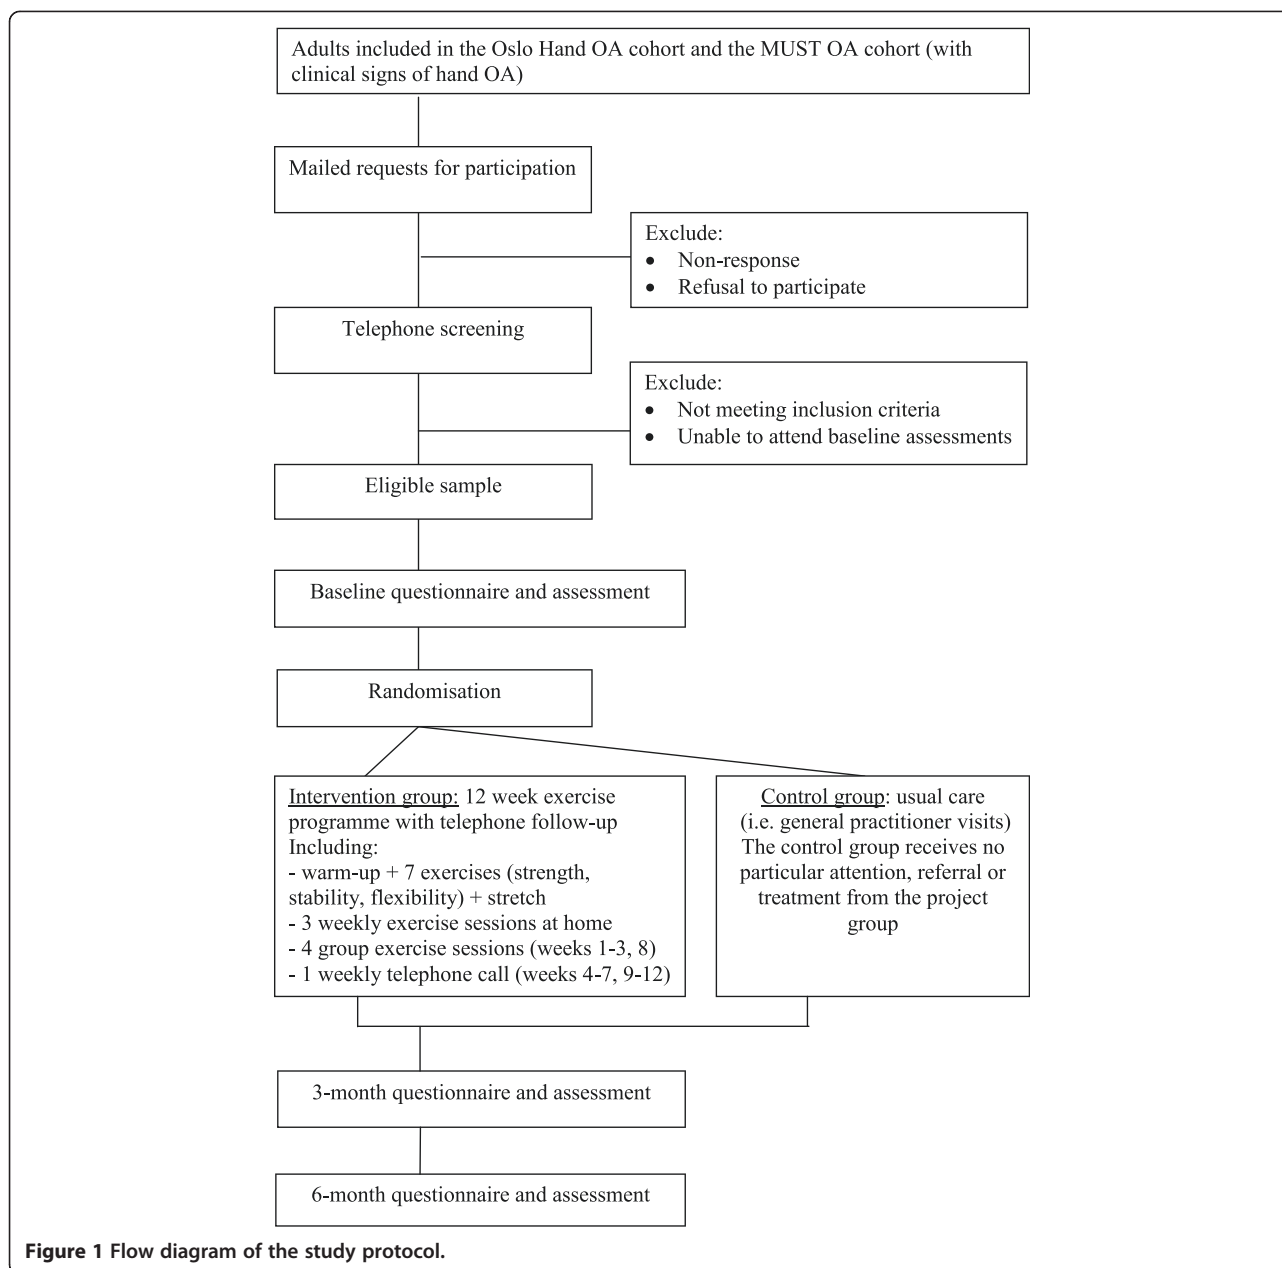 Adults included in the Oslo Hand OA cohort and the MUST OA cohort (with
clinical signs of hand OA)
Mailed requests for participation
Exclude:
• Non-response
• Refusal to participate
Telephone screening
Exclude:
• Not meeting inclusion criteria
• Unable to attend baseline assessments
Eligible sample
Baseline questionnaire and assessment
Randomisation
Intervention group: 12 week exercise
programme with telephone follow-up
Including:
- warm-up + 7 exercises (strength,
stability, flexibility) + stretch
- 3 weekly exercise sessions at home
- 4 group exercise sessions (weeks 1-3, 8)
- 1 weekly telephone call (weeks 4-7, 9-12)
Control group: usual care
(i.e. general practitioner visits)
The control group receives no
particular attention, referral or
treatment from the project
group
3-month questionnaire and assessment
6-month questionnaire and assessment
Figure 1 Flow diagram of the study protocol.